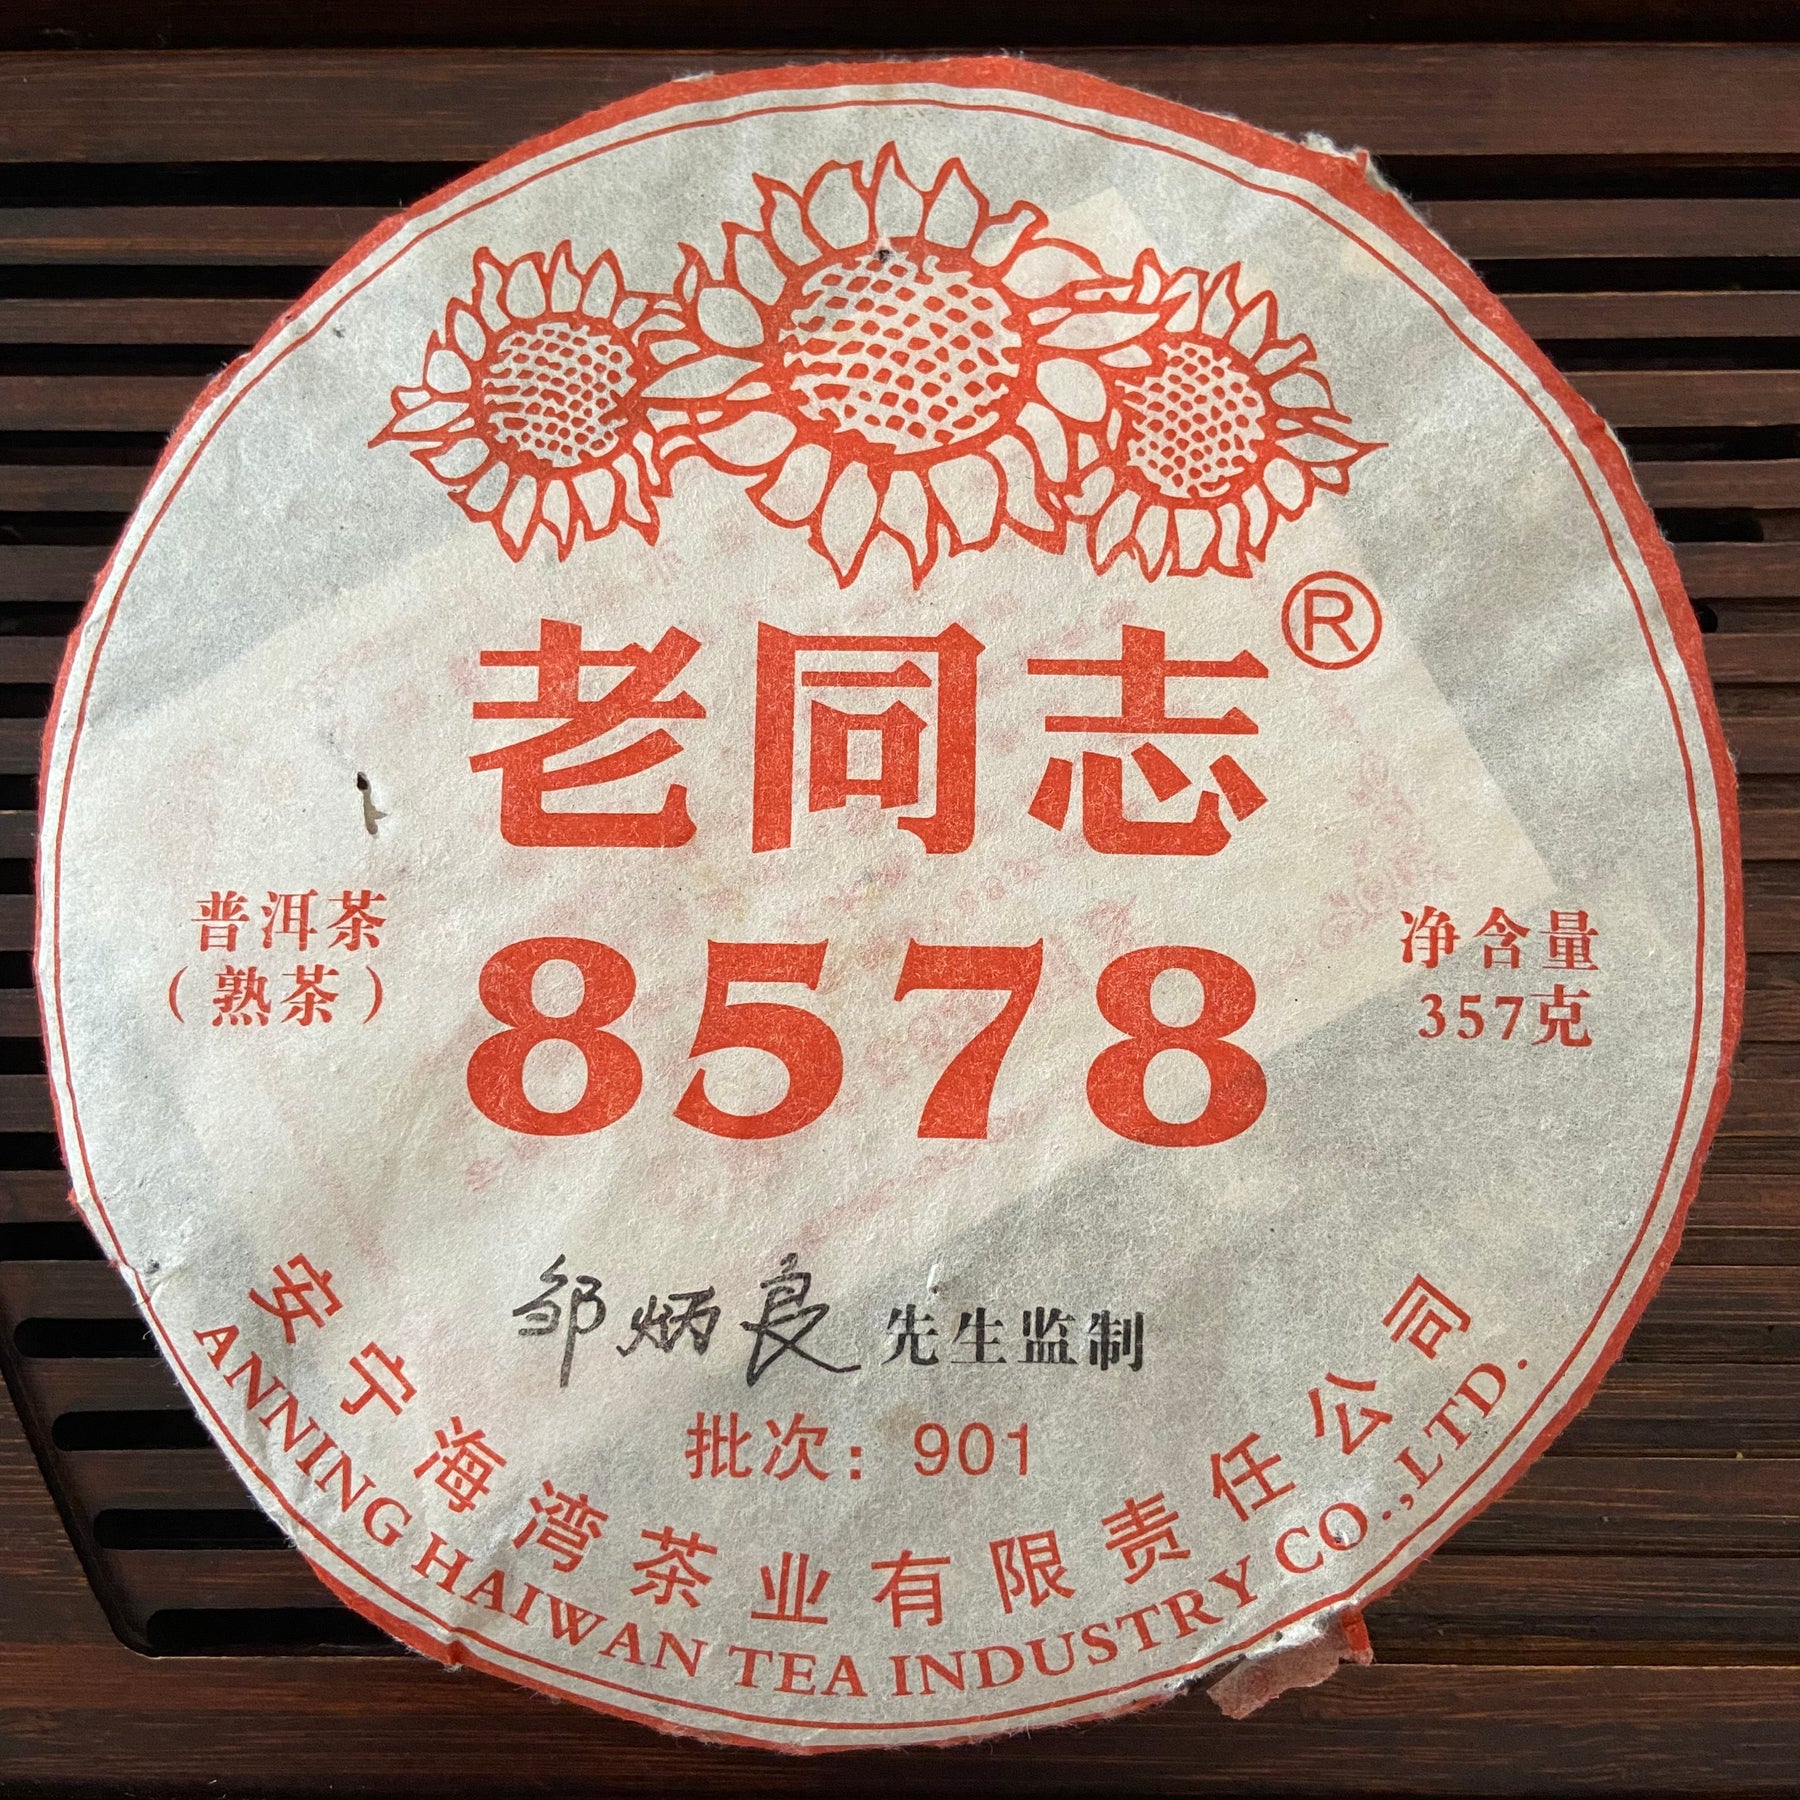 老同志®
8578
普洱茶
（熟茶）
净含量
357克
邹炳良先生监制
批次：901
安宁海湾茶业有限责任公司
ANNING HAIWAN TEA INDUSTRY CO.,LTD.